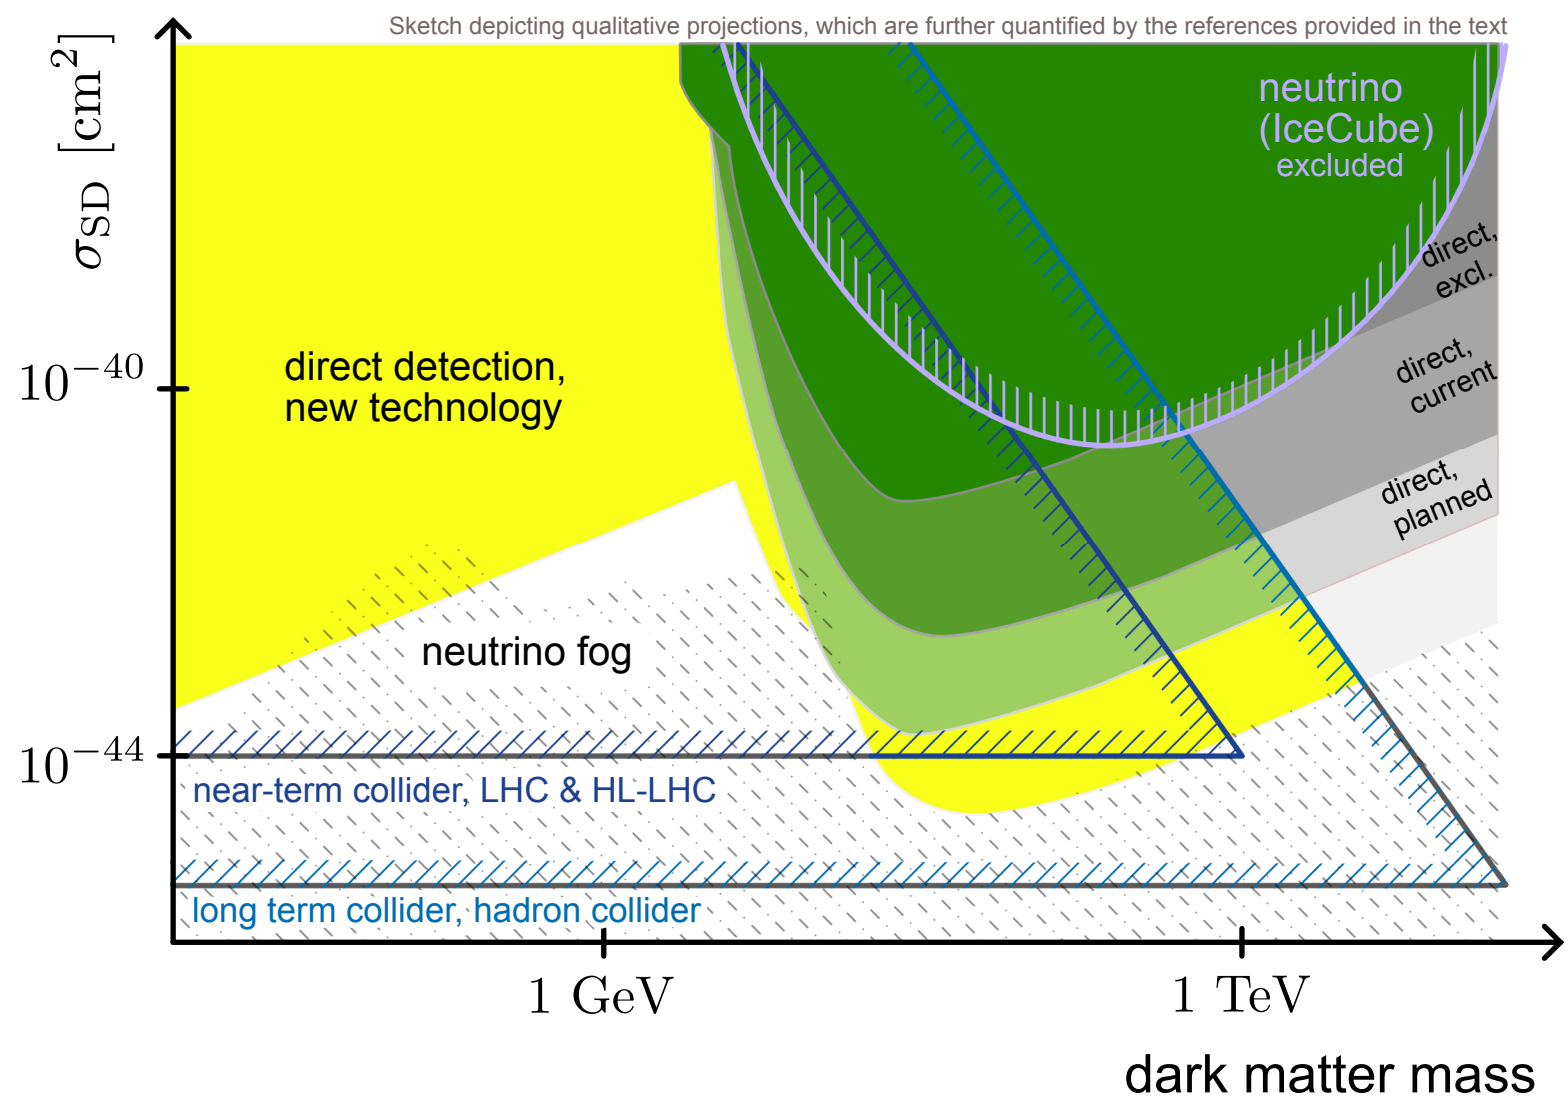 Sketch depicting qualitative projections, which are further quantified by the references provided in the text
σSD [cm²]
neutrino
(IceCube)
excluded
direct,
excl.
direct detection,
new technology
10⁻⁴⁰
direct,
current
direct,
planned
neutrino fog
10⁻⁴⁴
near-term collider, LHC & HL-LHC
long term collider, hadron collider
1 GeV
1 TeV
dark matter mass